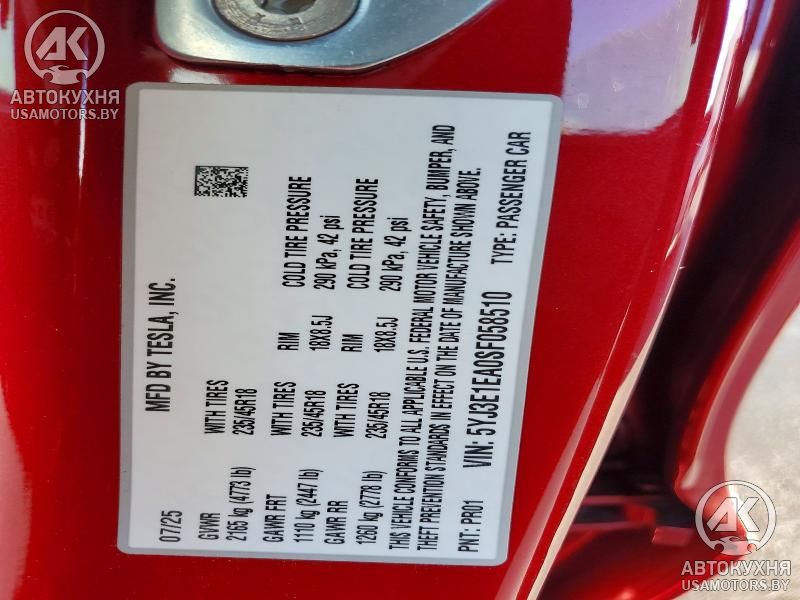 AK
АВТОКУХНЯ
USAMOTORS.BY
MFD BY TESLA, INC.
07/25
GVWR WITH TIRES RIM COLD TIRE PRESSURE
2165 kg (4773 lb) 235/45R18 18X8.5J 290 kPa, 42 psi
GAWR FRT WITH TIRES RIM COLD TIRE PRESSURE
1110 kg (2447 lb) 235/45R18 18X8.5J 290 kPa, 42 psi
GAWR RR WITH TIRES
1260 kg (2778 lb) 235/45R18
THIS VEHICLE CONFORMS TO ALL APPLICABLE U.S. FEDERAL MOTOR VEHICLE SAFETY, BUMPER, AND
THEFT PREVENTION STANDARDS IN EFFECT ON THE DATE OF MANUFACTURE SHOWN ABOVE.
PNT: PR01 VIN: 5YJ3E1EA0SF058510 TYPE: PASSENGER CAR
AK
АВТОКУХНЯ
USAMOTORS.BY